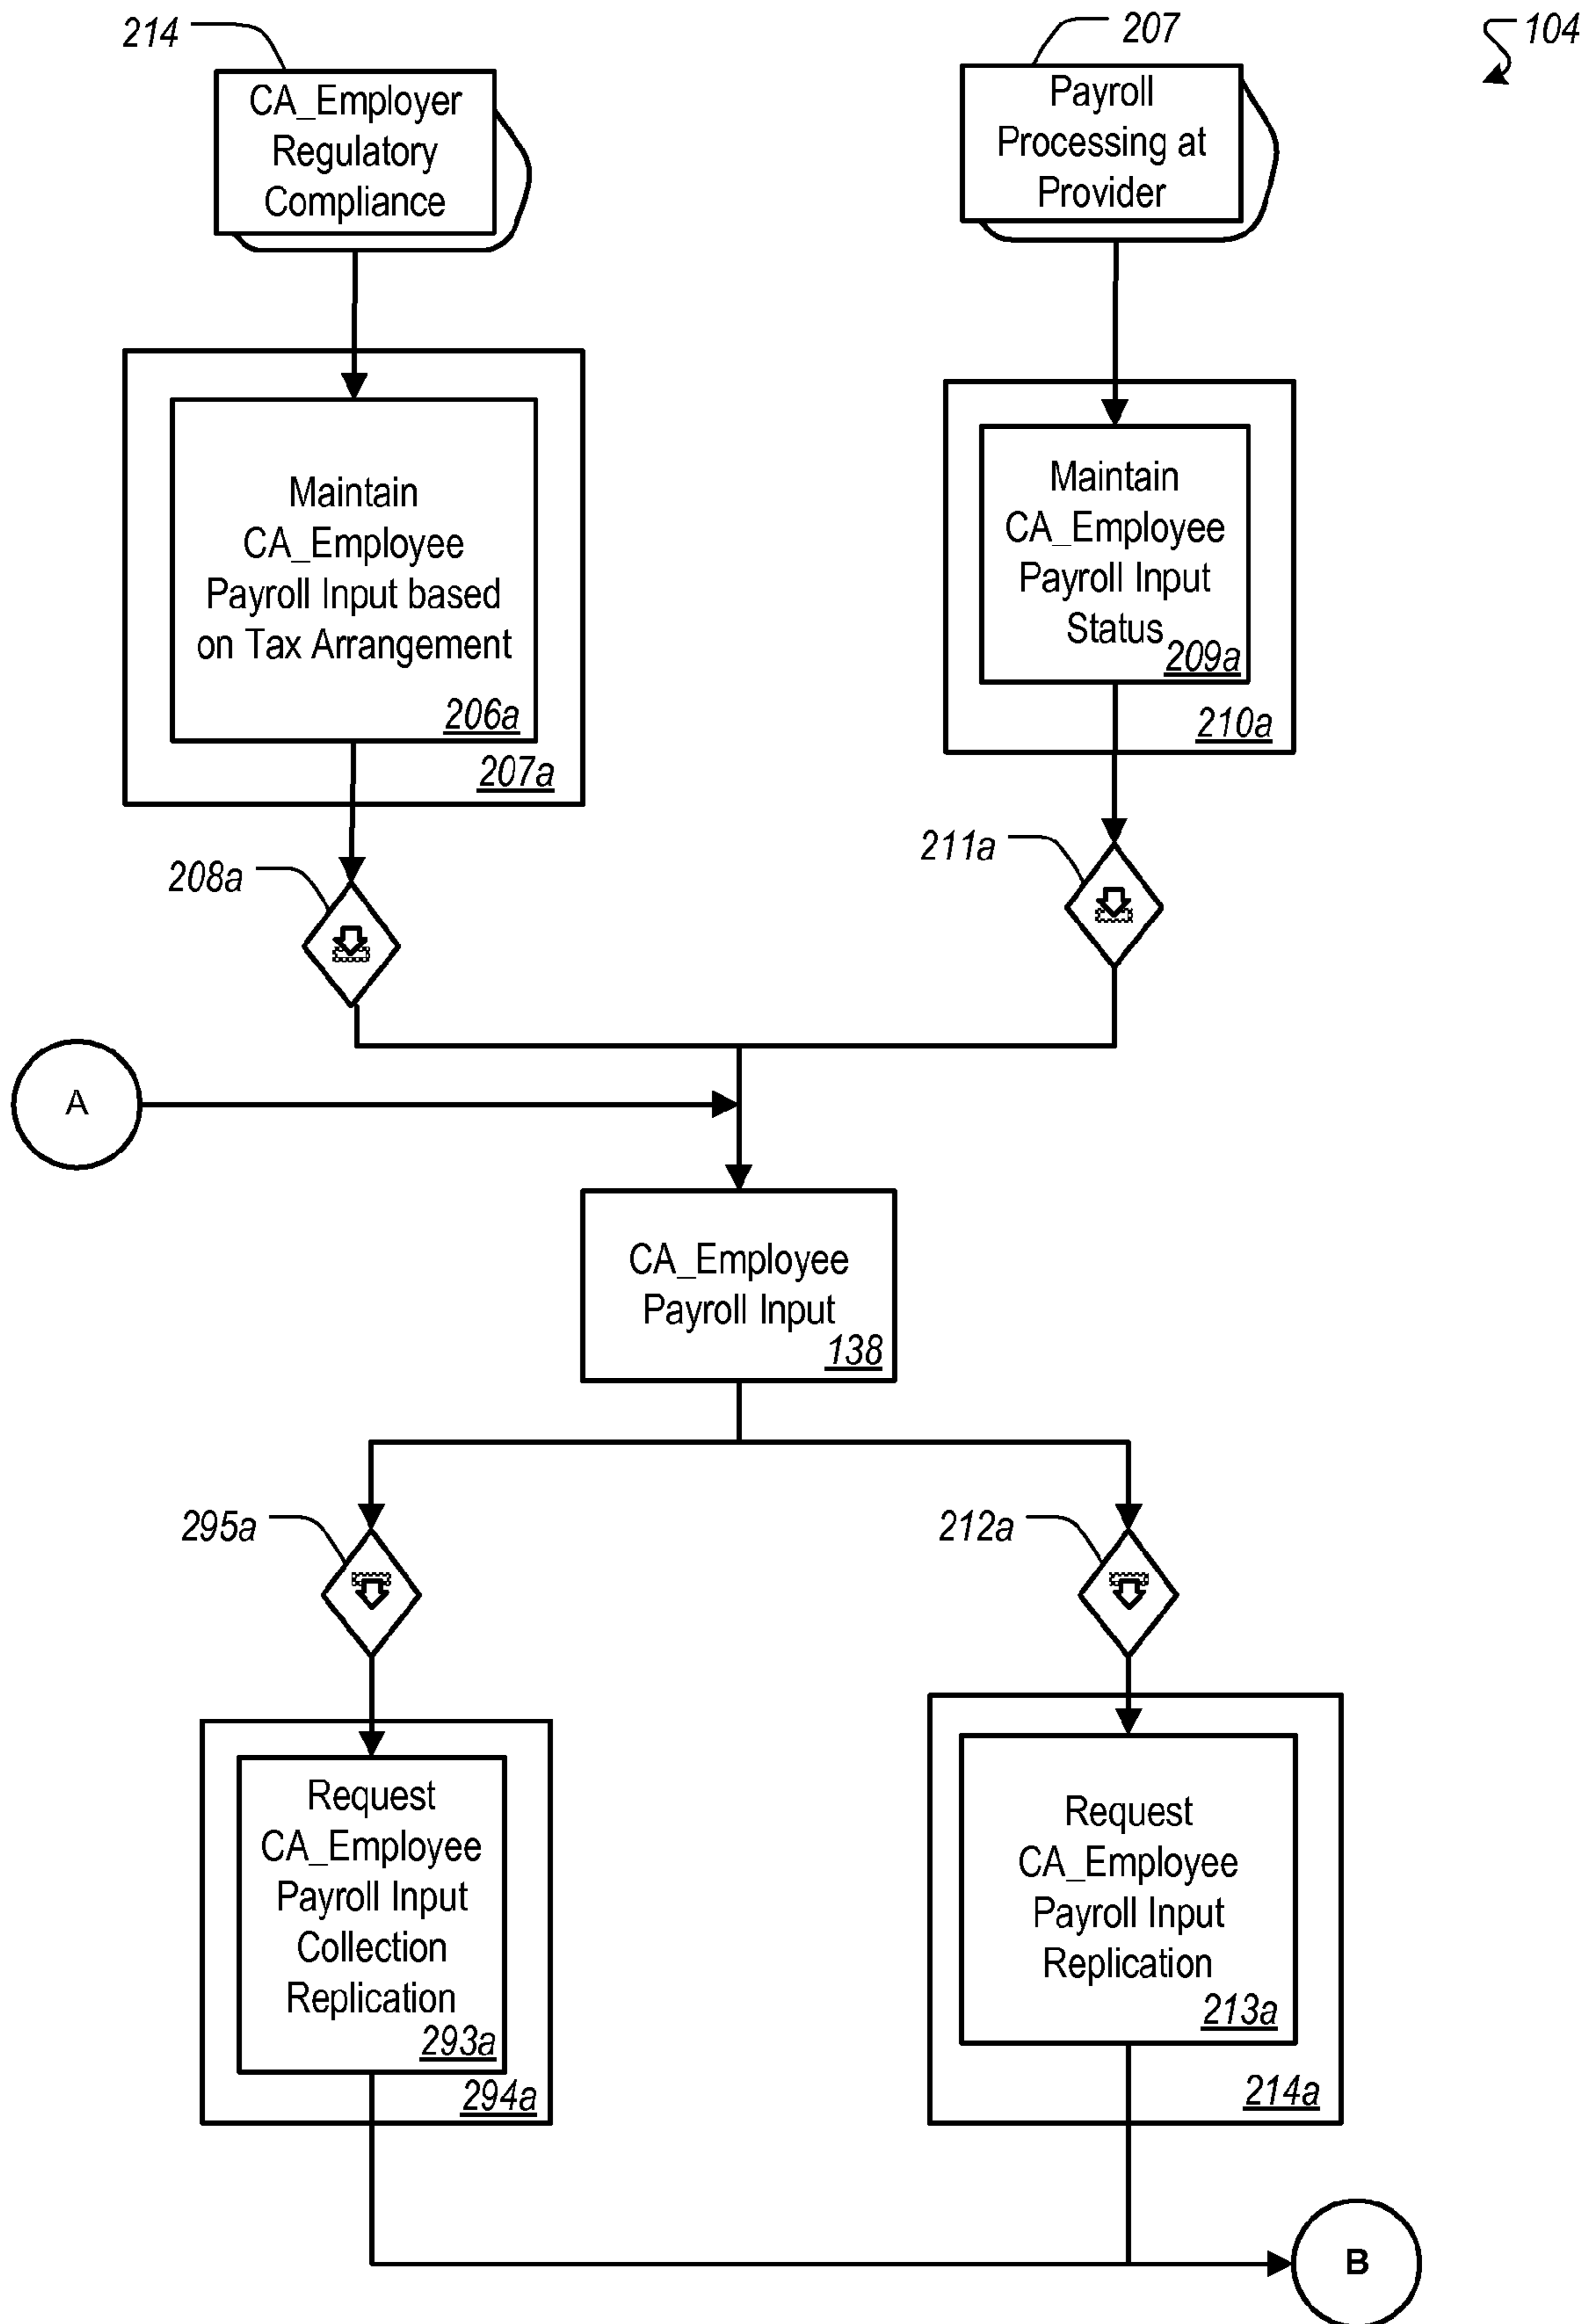 214
207
104
CA_Employer
Regulatory
Compliance
Payroll
Processing at
Provider
Maintain
CA_Employee
Payroll Input based
on Tax Arrangement
206a
207a
Maintain
CA_Employee
Payroll Input
Status
209a
210a
208a
211a
A
CA_Employee
Payroll Input
138
295a
212a
Request
CA_Employee
Payroll Input
Collection
Replication
293a
294a
Request
CA_Employee
Payroll Input
Replication
213a
214a
B